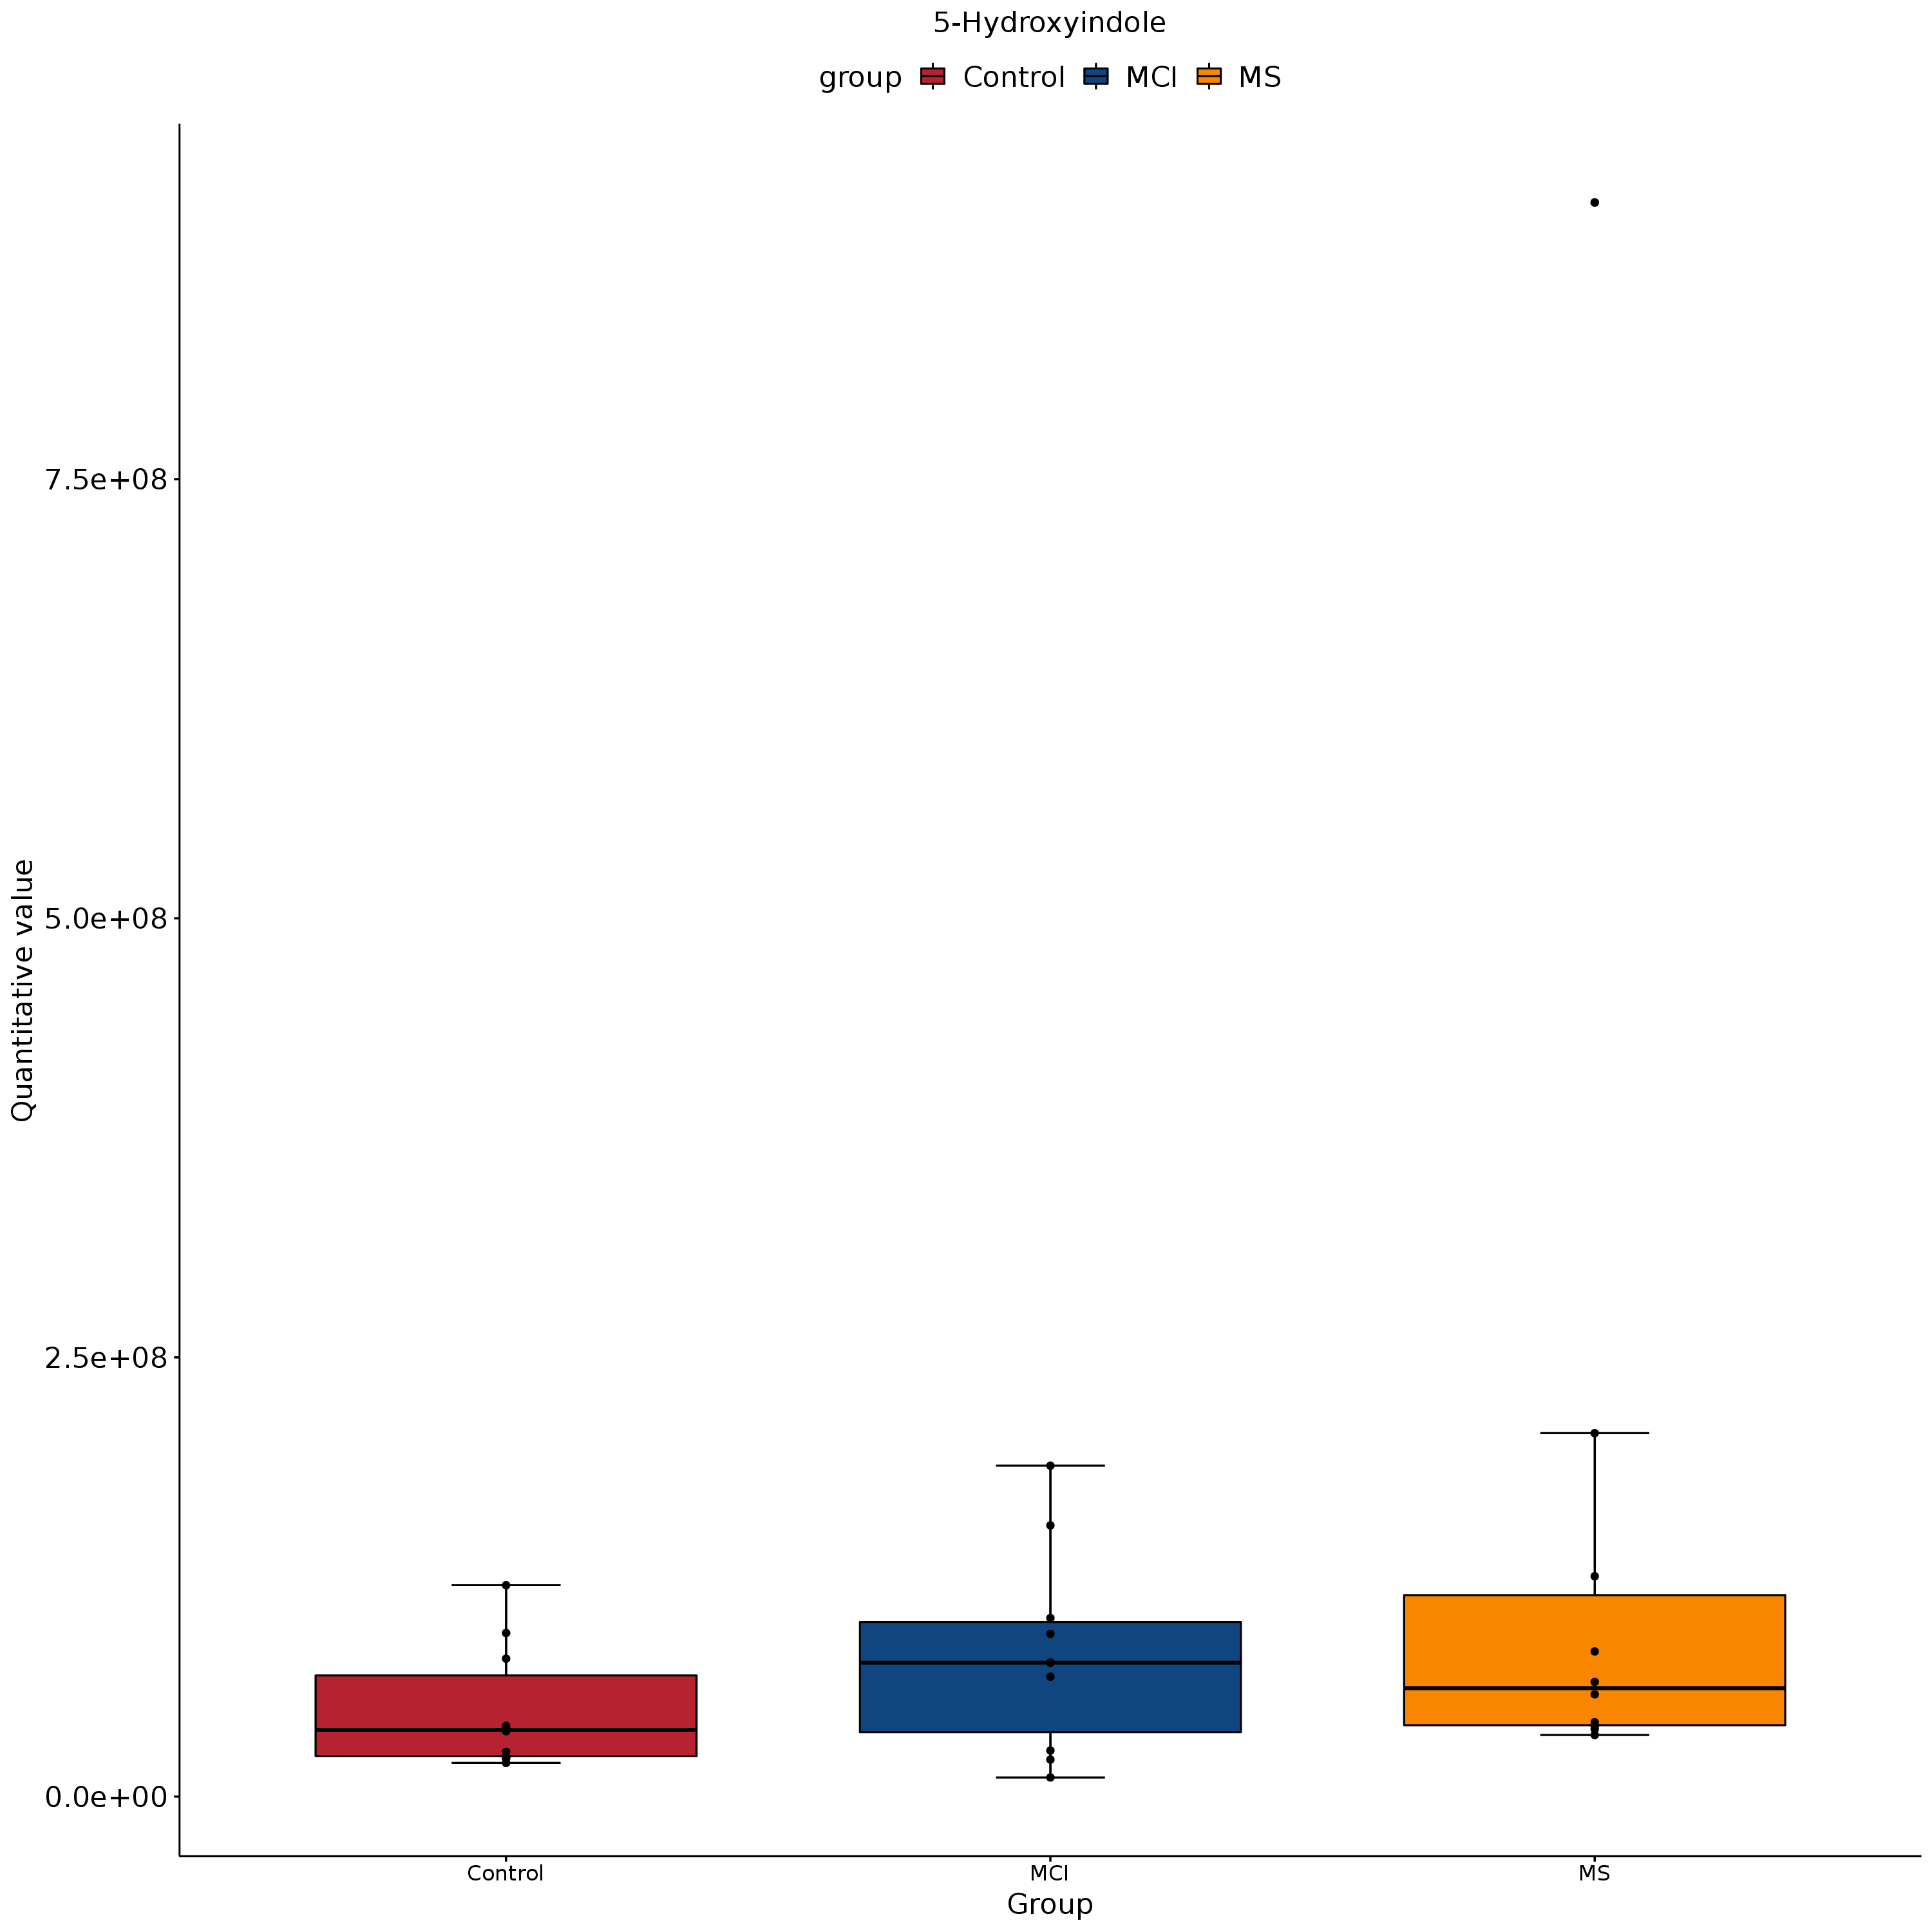 5-Hydroxyindole
group Control MCI MS
Quantitative value
7.5e+08
5.0e+08
2.5e+08
0.0e+00
Control MCI MS
Group